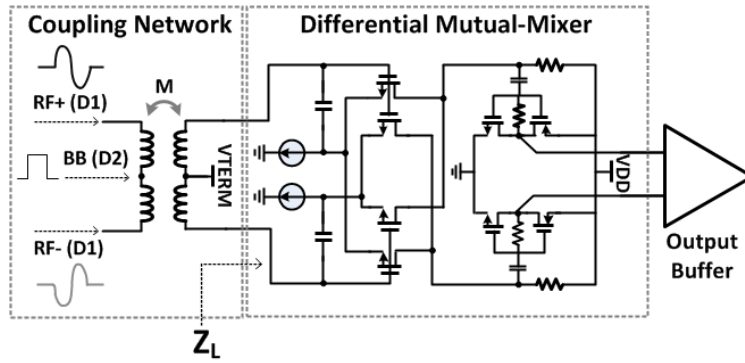 Coupling Network
Differential Mutual-Mixer
M
RF+ (D1)
BB (D2)
RF- (D1)
VTERM
VDD
Output
Buffer
ZL